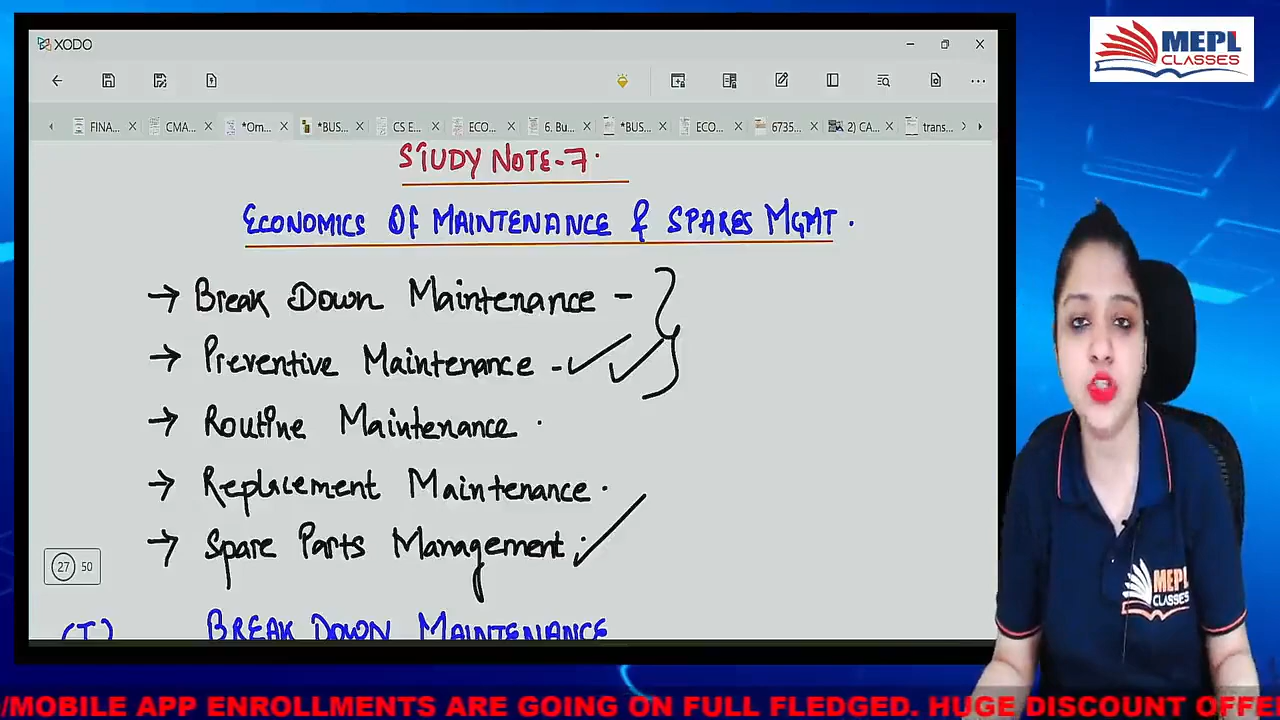 XODO
MEPL
CLASSES
FINA...
CMA...
*Om...
*BUS...
CS E...
ECO...
6. Bu...
*BUS...
ECO...
6735...
2) CA...
trans...
STUDY NOTE-7.
ECONOMICS OF MAINTENANCE & SPARES MGMT.
→ Break Down Maintenance -
→ Preventive Maintenance -
→ Routine Maintenance .
→ Replacement Maintenance .
→ Spare Parts Management .
27 50
(I) BREAK DOWN MAINTENANCE
MEPL
CLASSES
/MOBILE APP ENROLLMENTS ARE GOING ON FULL FLEDGED. HUGE DISCOUNT OFFE